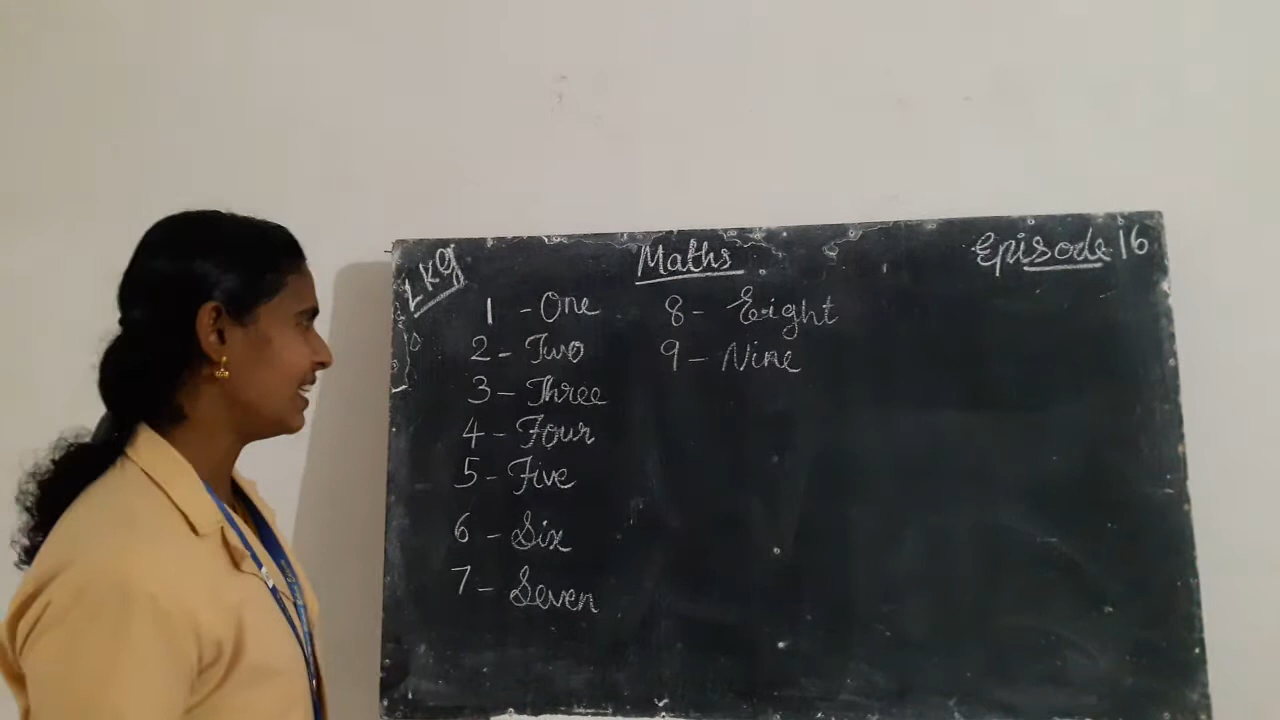 LKG
Maths
Episode 16
1 - One
2 - Two
3 - Three
4 - Four
5 - Five
6 - Six
7 - Seven
8 - Eight
9 - Nine